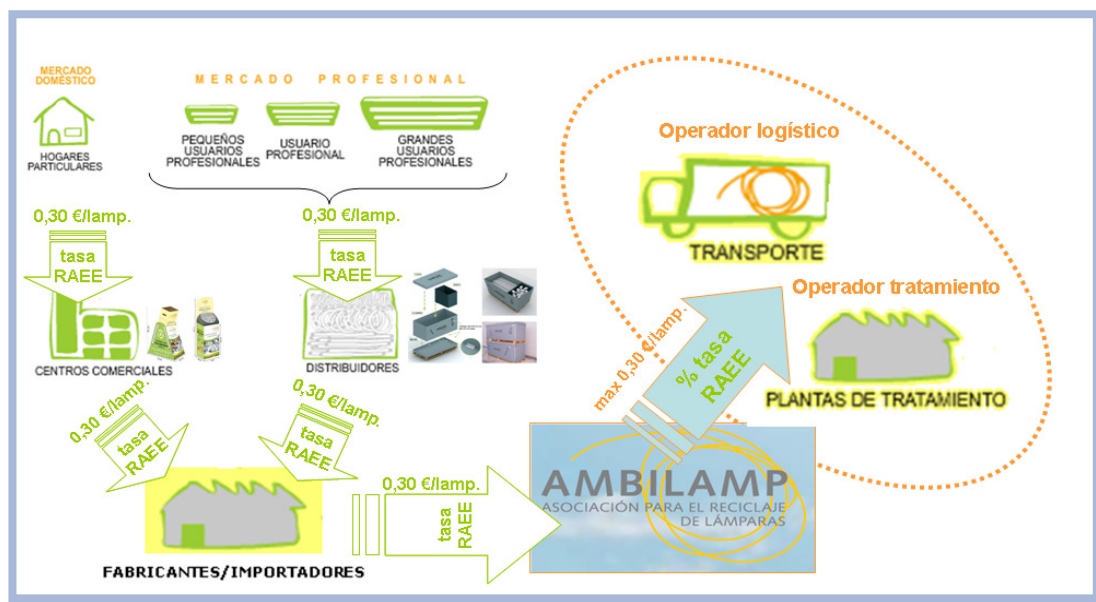 MERCADO
DOMÉSTICO
HOGARES
PARTICULARES
MERCADO PROFESIONAL
PEQUEÑOS
USUARIOS
PROFESIONALES
USUARIO
PROFESIONAL
GRANDES
USUARIOS
PROFESIONALES
0,30 €/lamp.
tasa
RAEE
0,30 €/lamp.
tasa
RAEE
CENTROS COMERCIALES
DISTRIBUIDORES
0,30 €/lamp.
tasa
RAEE
0,30 €/lamp.
tasa
RAEE
FABRICANTES/IMPORTADORES
0,30 €/lamp.
tasa
RAEE
AMBILAMP
ASOCIACIÓN PARA EL RECICLAJE
DE LÁMPARAS
max 0,30 €/lamp.
% tasa
RAEE
Operador logístico
TRANSPORTE
Operador tratamiento
PLANTAS DE TRATAMIENTO